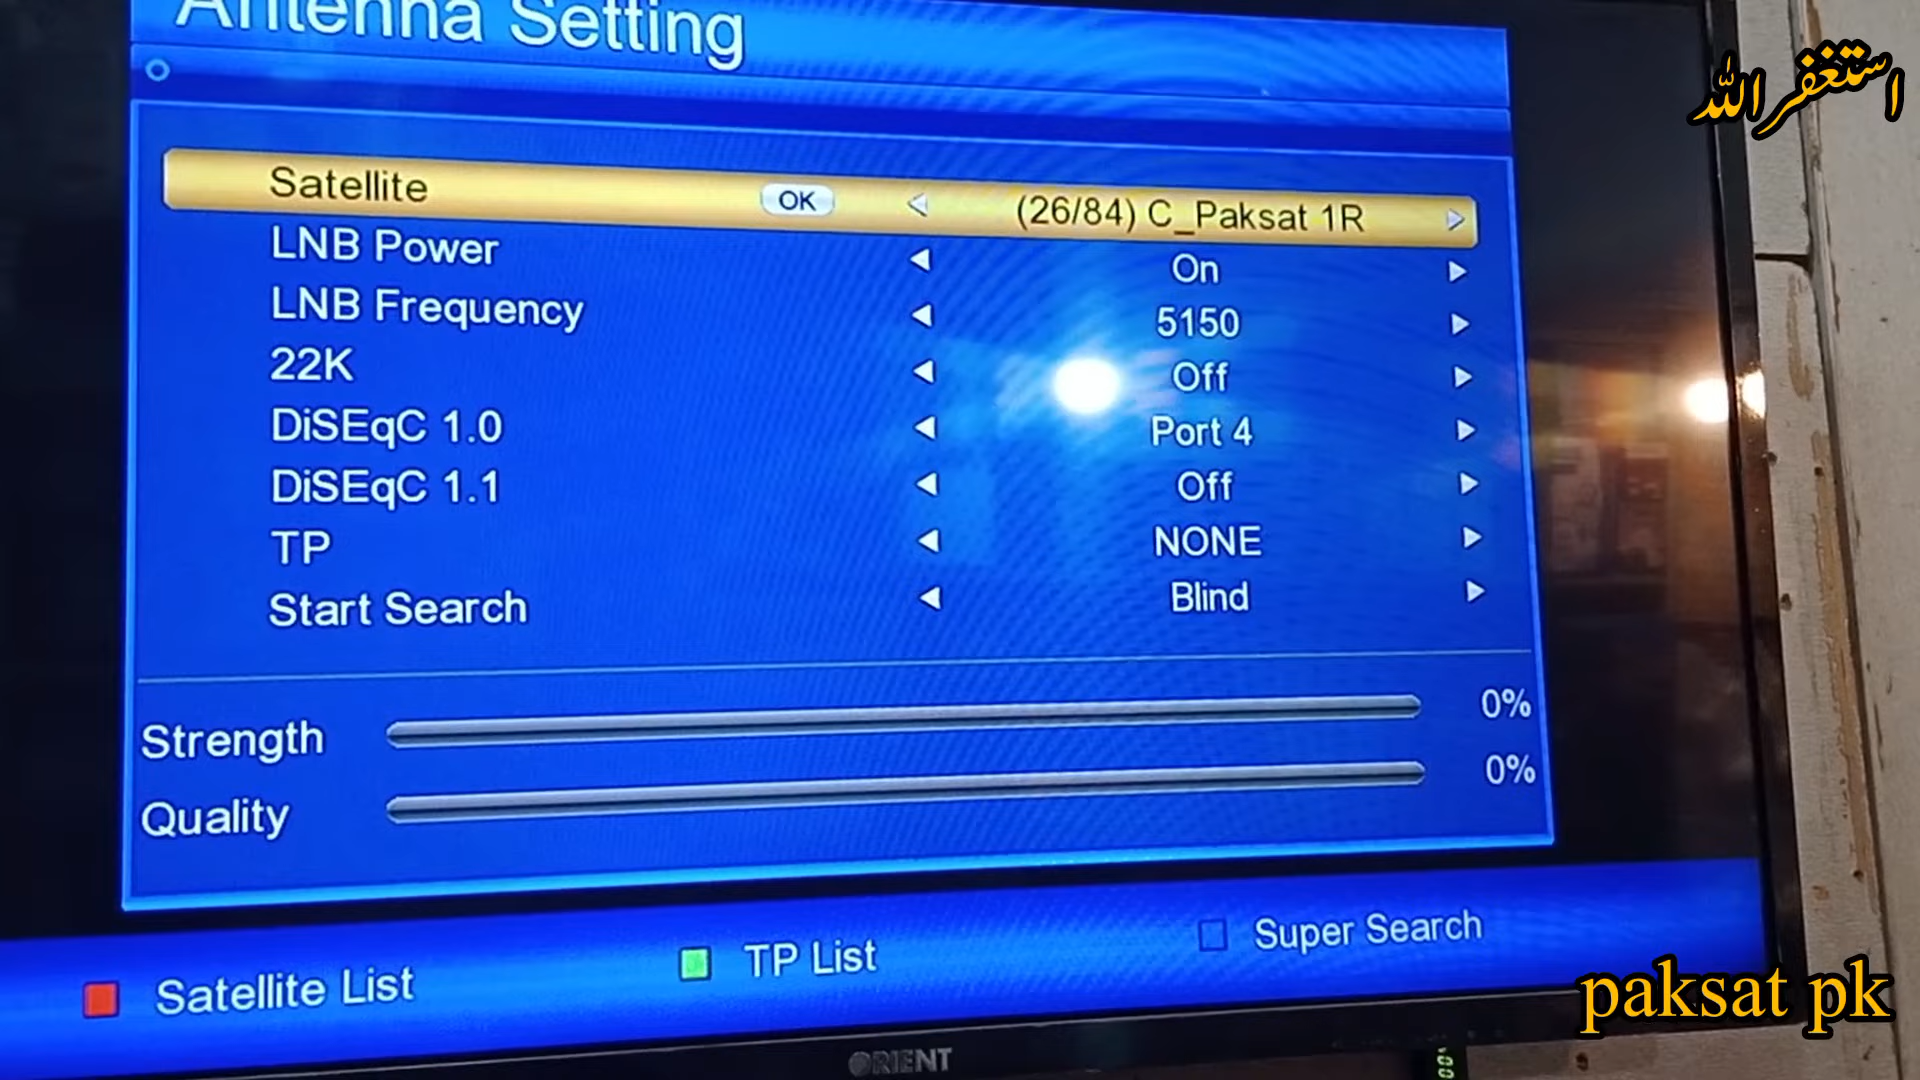 Antenna Setting
استغفر الله
Satellite OK (26/84) C_Paksat 1R
LNB Power On
LNB Frequency 5150
22K Off
DiSEqC 1.0 Port 4
DiSEqC 1.1 Off
TP NONE
Start Search Blind
Strength 0%
Quality 0%
Satellite List TP List Super Search
paksat pk
ORIENT